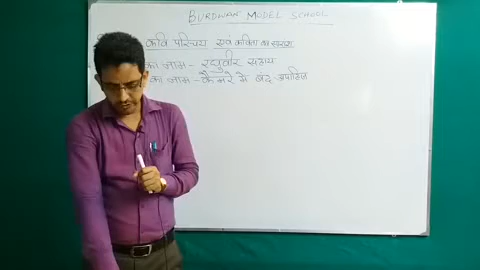 BURDWAN MODEL SCHOOL
कवि परिचय एवं कविता का सारांश
का नाम - रघुवीर सहाय
का नाम - कैमरे में बंद अपाहिज